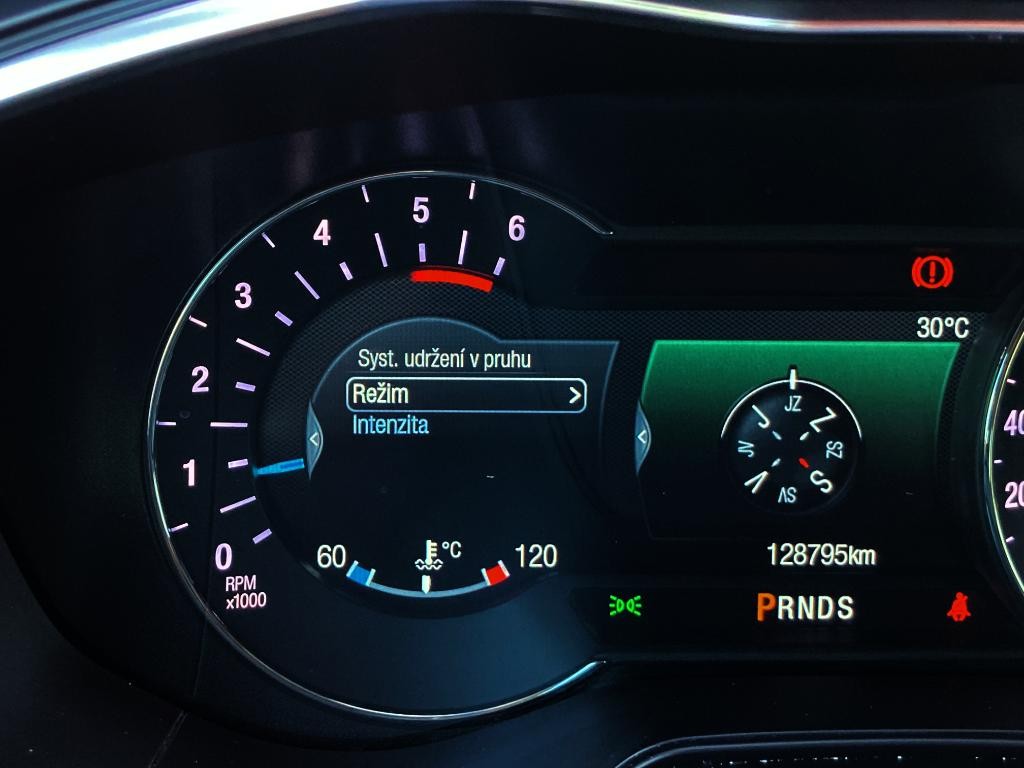 5
4
6
3
30°C
Syst. udržení v pruhu
Režim >
2
JZ
J
Z
40
Intenzita
JV
SZ
1
V
S
SV
20
60
°C
120
128795km
0
RPM
x1000
PRNDS